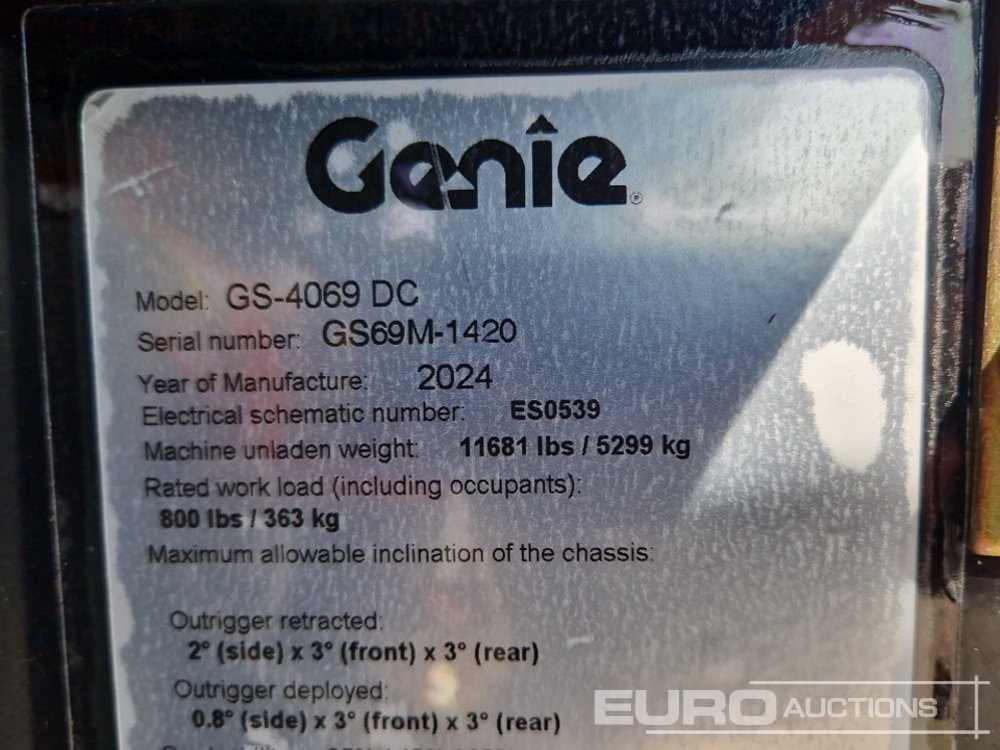 Genie®
Model: GS-4069 DC
Serial number: GS69M-1420
Year of Manufacture: 2024
Electrical schematic number: ES0539
Machine unladen weight: 11681 lbs / 5299 kg
Rated work load (including occupants):
800 lbs / 363 kg
Maximum allowable inclination of the chassis:
Outrigger retracted:
2° (side) x 3° (front) x 3° (rear)
Outrigger deployed:
0.8° (side) x 3° (front) x 3° (rear)
EURO AUCTIONS